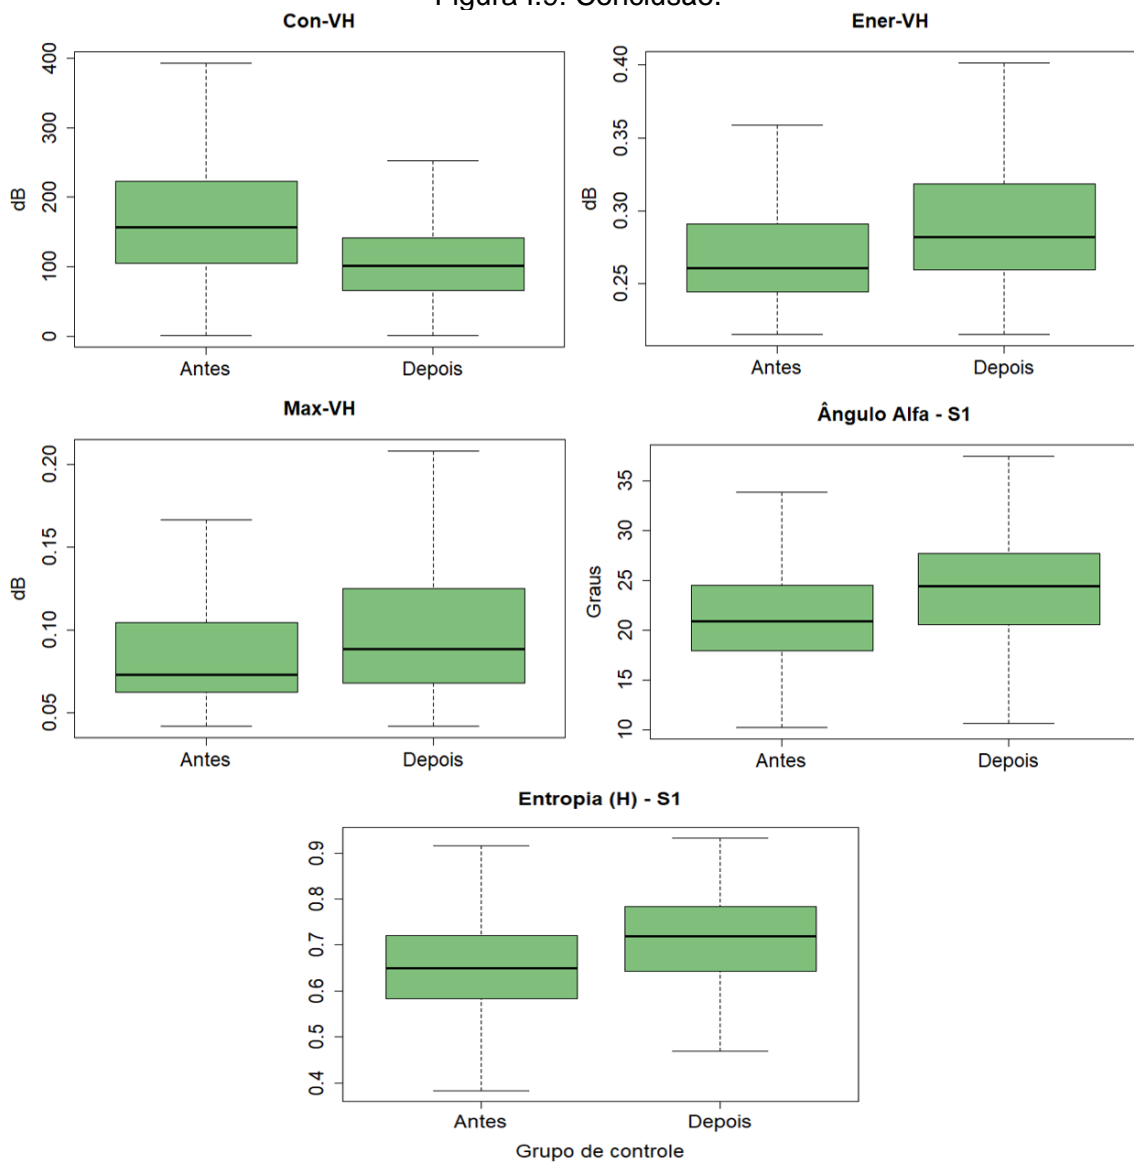 Figura I.9. Conclusão.
Con-VH
dB
400
300
200
100
0
Antes Depois
Ener-VH
dB
0.40
0.35
0.30
0.25
Antes Depois
Max-VH
dB
0.20
0.15
0.10
0.05
Antes Depois
Ângulo Alfa - S1
Graus
35
30
25
20
15
10
Antes Depois
Entropia (H) - S1
0.9
0.8
0.7
0.6
0.5
0.4
Antes Depois
Grupo de controle